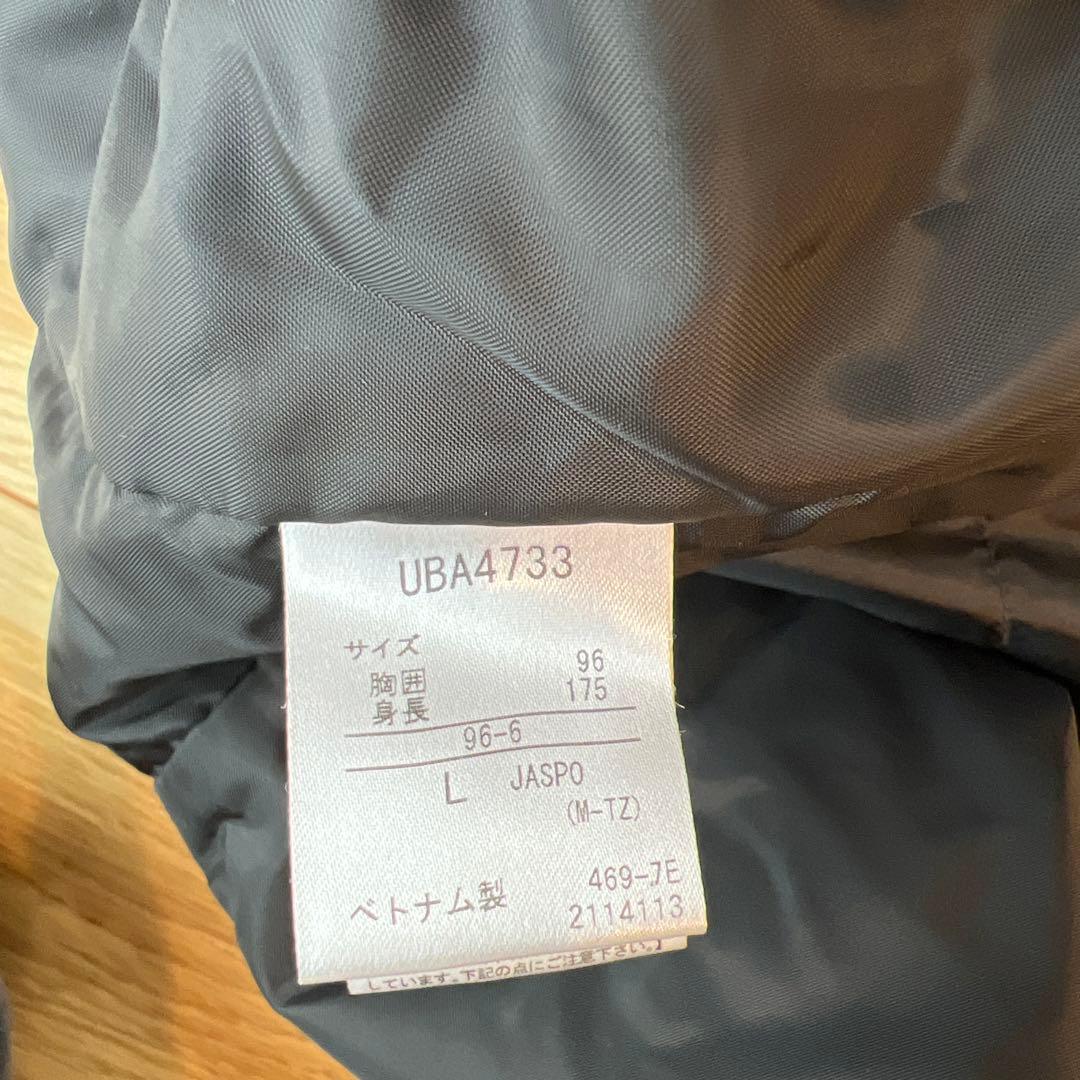 UBA4733
サイズ
胸囲 96
身長 175
96-6
L JASPO
(M-TZ)
469-7E
ベトナム製 2114113
しています。下記の点にご注意下さい。】